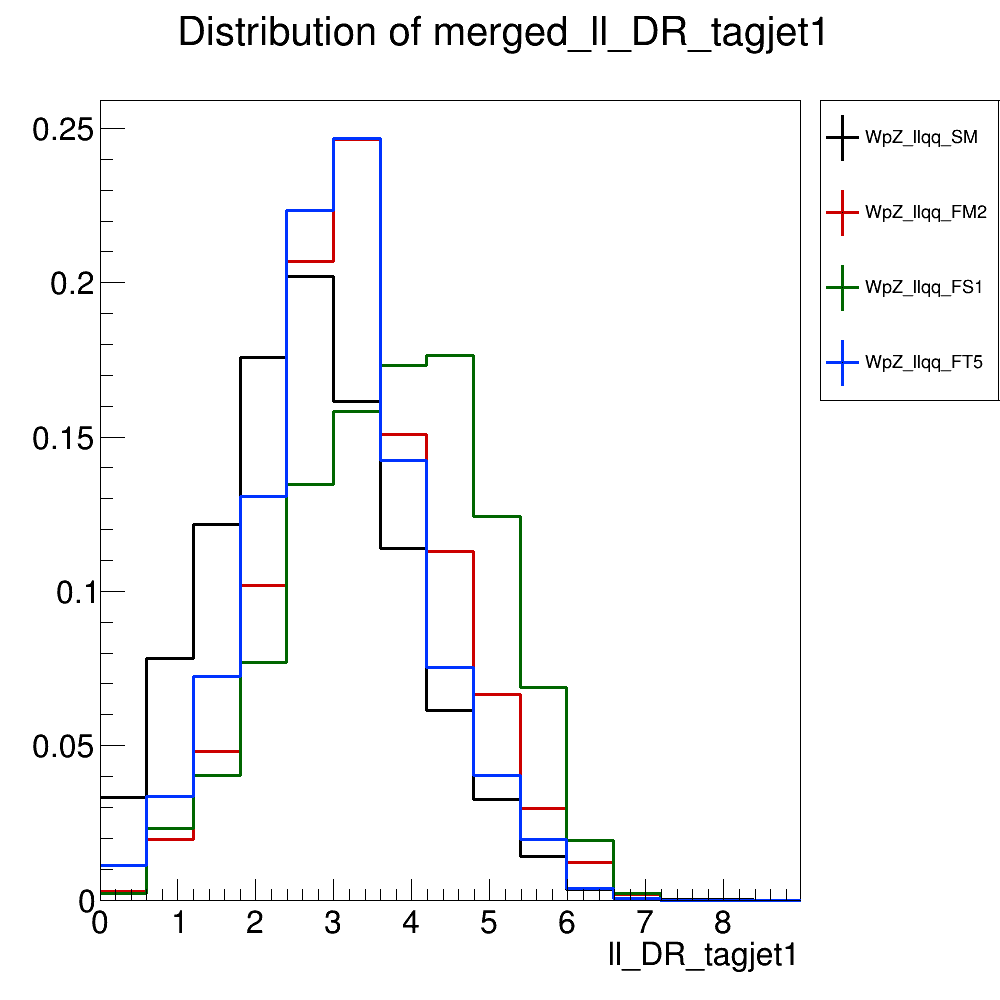 Distribution of merged_ll_DR_tagjet1
0.25
0.2
0.15
0.1
0.05
0
0 1 2 3 4 5 6 7 8
ll_DR_tagjet1
WpZ_llqq_SM
WpZ_llqq_FM2
WpZ_llqq_FS1
WpZ_llqq_FT5